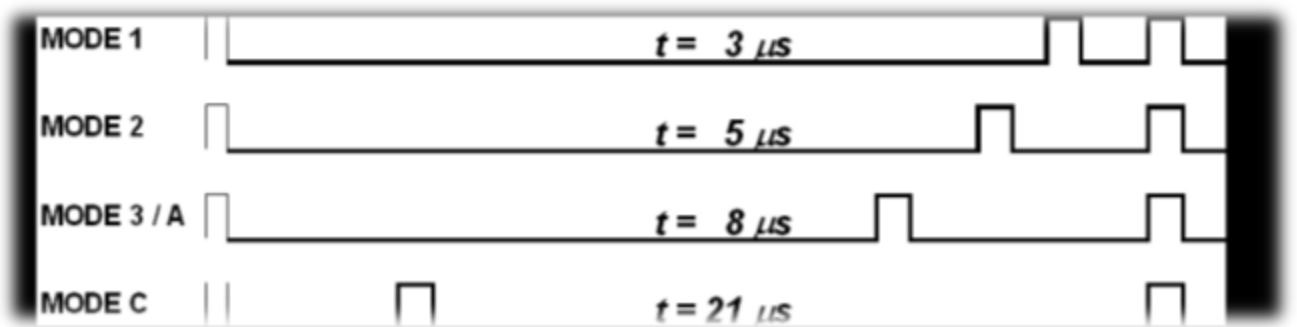 MODE 1 t = 3 µs
MODE 2 t = 5 µs
MODE 3 / A t = 8 µs
MODE C t = 21 µs